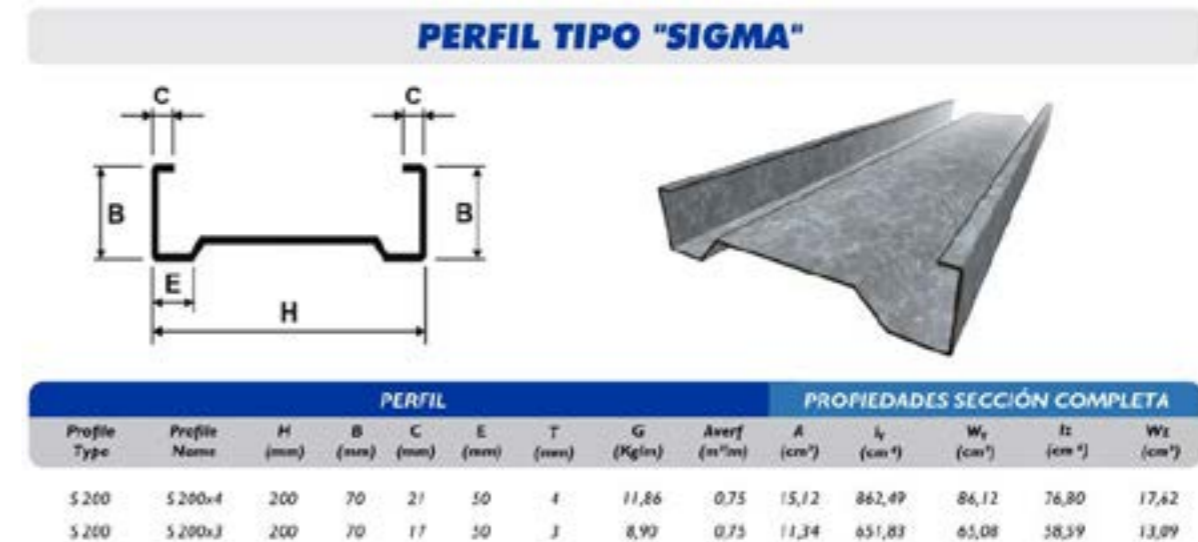 PERFIL TIPO "SIGMA"
C C
B B
E
H
PERFIL PROPIEDADES SECCIÓN COMPLETA
Profile Type Profile Name H (mm) B (mm) C (mm) E (mm) T (mm) G (Kg/m) Averf (m²/m) A (cm²) Iy (cm⁴) Wy (cm³) Iz (cm⁴) Wz (cm³)
S 200 S 200x4 200 70 21 50 4 11,86 0,75 15,12 862,49 86,12 76,80 17,62
S 200 S 200x3 200 70 17 50 3 8,90 0,75 11,34 651,83 65,08 58,59 13,09